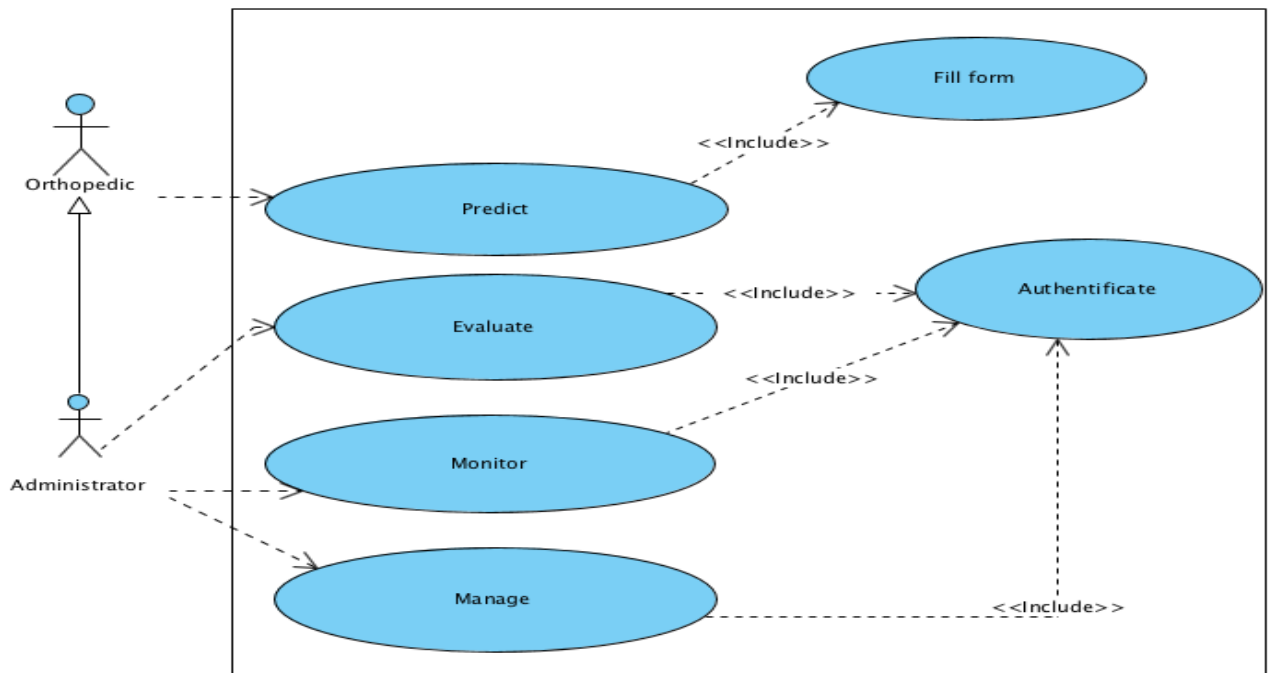 Fill form
<<Include>>
Orthopedic
Predict
<<Include>>
Authentificate
Evaluate
<<Include>>
Monitor
Administrator
Manage
<<Include>>